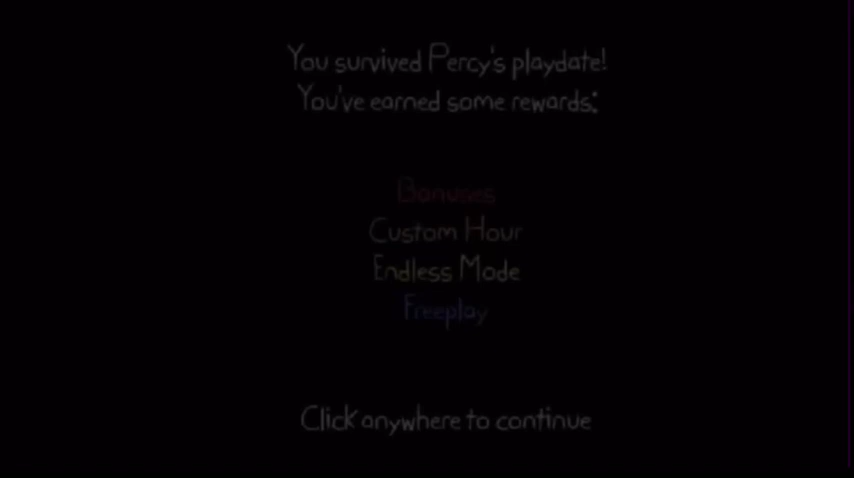 You survived Percy's playdate!
You've earned some rewards:
Bonuses
Custom Hour
Endless Mode
Freeplay
Click anywhere to continue